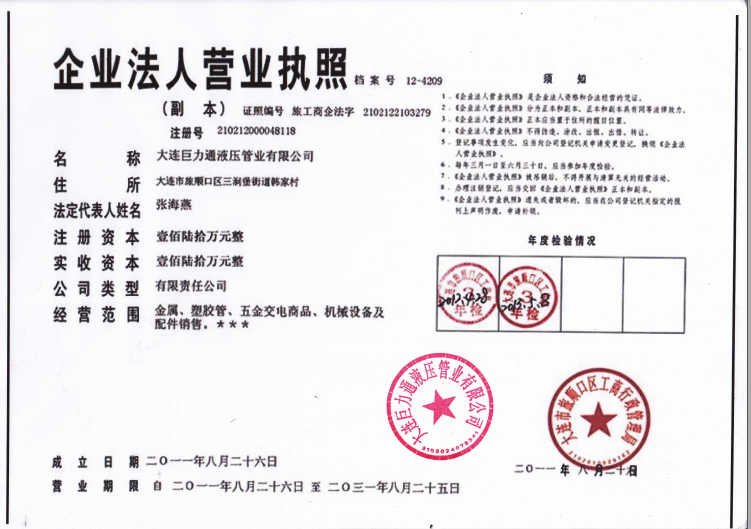 企业法人营业执照 档案号 12-4209
（副 本） 证照编号 旅工商企法字 2102122103279
注册号 210212000048118
名 称 大连巨力通液压管业有限公司
住 所 大连市旅顺口区三涧堡街道韩家村
法定代表人姓名 张海燕
注册资本 壹佰陆拾万元整
实收资本 壹佰陆拾万元整
公司类型 有限责任公司
经营范围 金属、塑胶管、五金交电商品、机械设备及
配件销售。＊＊＊
成立日期 二〇一一年八月二十六日
营业期限 自 二〇一一年八月二十六日 至 二〇三一年八月二十五日
须 知
1．《企业法人营业执照》是企业法人资格和合法经营的凭证。
2．《企业法人营业执照》分为正本和副本，正本和副本具有同等法律效力。
3．《企业法人营业执照》正本应当置于住所的醒目位置。
4．《企业法人营业执照》不得伪造、涂改、出租、出借、转让。
5．登记事项发生变化，应当向公司登记机关申请变更登记，换领《企业法
人营业执照》。
6．每年三月一日至六月三十日，应当参加年度检验。
7．《企业法人营业执照》被吊销后，不得开展与清算无关的经营活动。
8．办理注销登记，应当交回《企业法人营业执照》正本和副本。
9．《企业法人营业执照》遗失或者毁坏的，应当在公司登记机关指定的报
刊上声明作废，申请补领。
年度检验情况
3
2012.4.28
年检
大连市旅顺口区工
3
2013.5.8
年检
大连巨力通液压管业有限公司
大连市旅顺口区工商行政管理局
二〇一一 年 八 月 二十六日